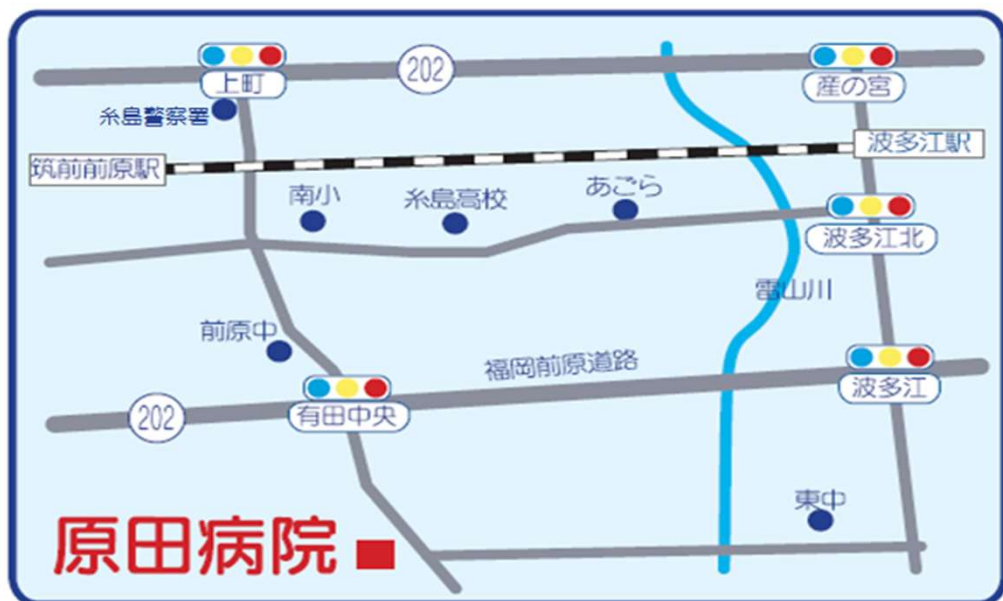 202
上町
産の宮
糸島警察署
筑前前原駅
波多江駅
南小
糸島高校
あごら
波多江北
雷山川
前原中
福岡前原道路
波多江
202
有田中央
東中
原田病院